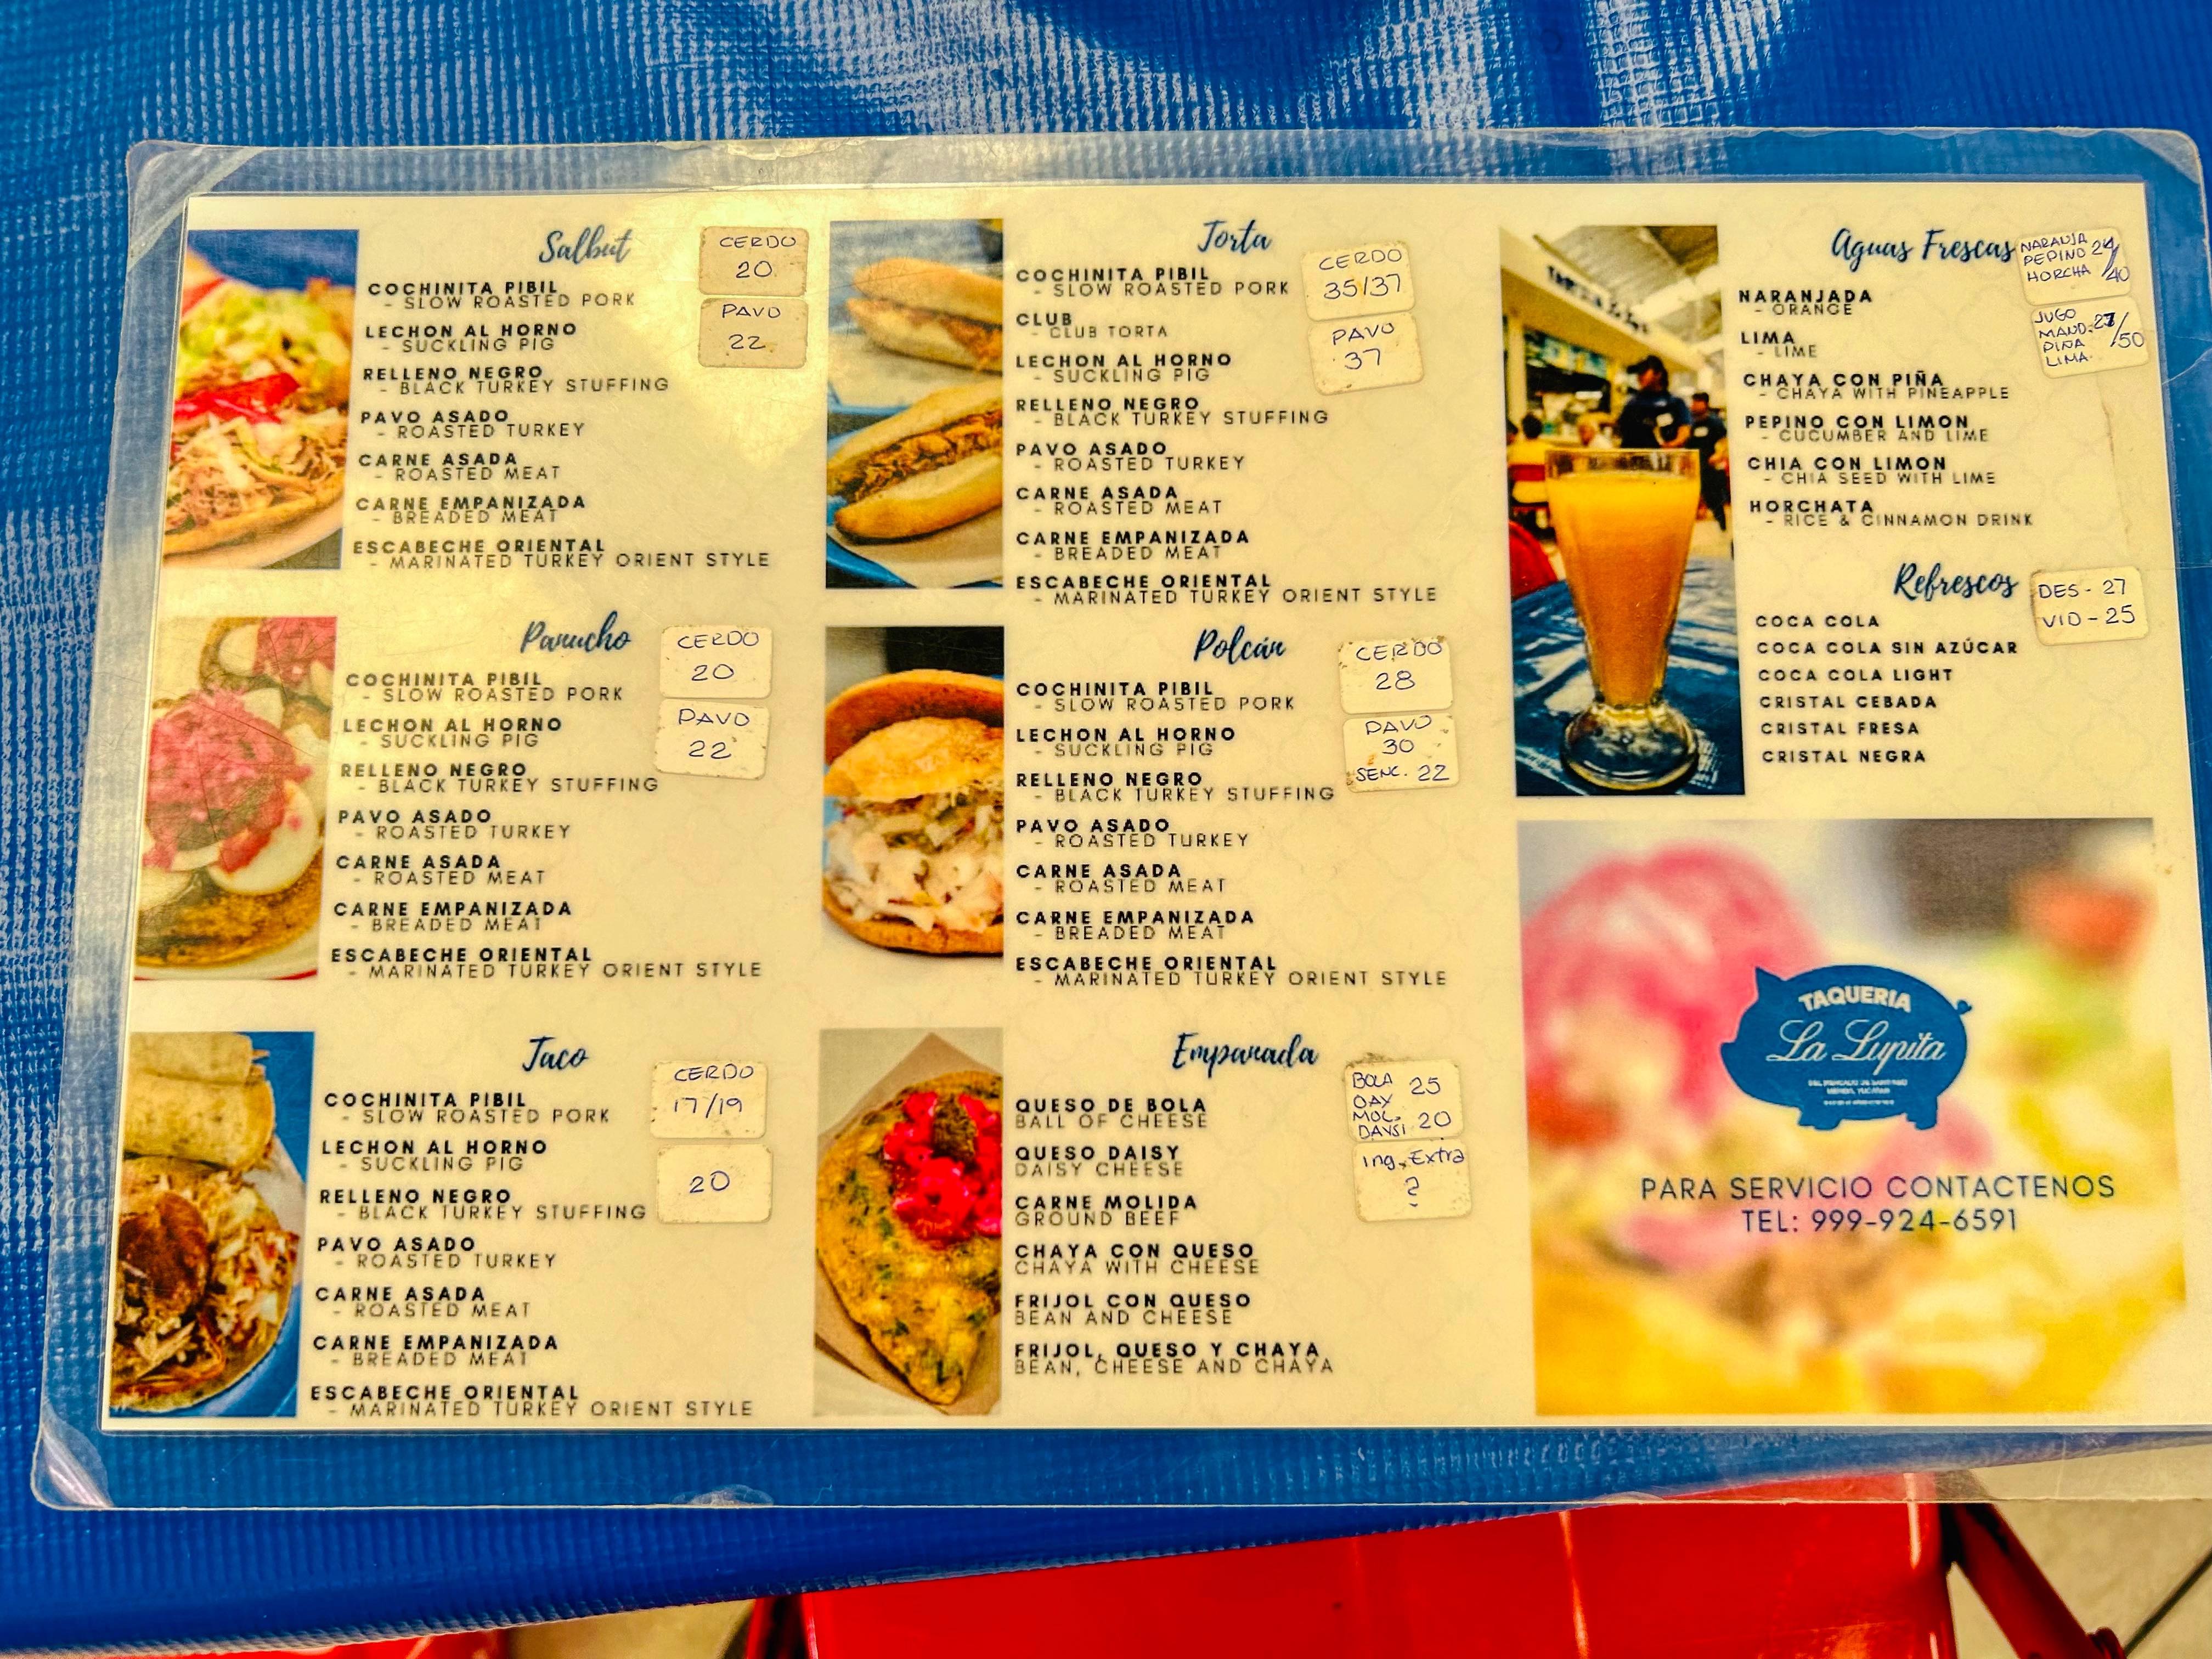 Salbut
CERDO
20
PAVO
22
COCHINITA PIBIL
- SLOW ROASTED PORK
LECHON AL HORNO
- SUCKLING PIG
RELLENO NEGRO
- BLACK TURKEY STUFFING
PAVO ASADO
- ROASTED TURKEY
CARNE ASADA
- ROASTED MEAT
CARNE EMPANIZADA
- BREADED MEAT
ESCABECHE ORIENTAL
- MARINATED TURKEY ORIENT STYLE
Panucho
CERDO
20
PAVO
22
COCHINITA PIBIL
- SLOW ROASTED PORK
LECHON AL HORNO
- SUCKLING PIG
RELLENO NEGRO
- BLACK TURKEY STUFFING
PAVO ASADO
- ROASTED TURKEY
CARNE ASADA
- ROASTED MEAT
CARNE EMPANIZADA
- BREADED MEAT
ESCABECHE ORIENTAL
- MARINATED TURKEY ORIENT STYLE
Taco
CERDO
17/19
20
COCHINITA PIBIL
- SLOW ROASTED PORK
LECHON AL HORNO
- SUCKLING PIG
RELLENO NEGRO
- BLACK TURKEY STUFFING
PAVO ASADO
- ROASTED TURKEY
CARNE ASADA
- ROASTED MEAT
CARNE EMPANIZADA
- BREADED MEAT
ESCABECHE ORIENTAL
- MARINATED TURKEY ORIENT STYLE
Torta
CERDO
35/37
PAVO
37
COCHINITA PIBIL
- SLOW ROASTED PORK
CLUB
- CLUB TORTA
LECHON AL HORNO
- SUCKLING PIG
RELLENO NEGRO
- BLACK TURKEY STUFFING
PAVO ASADO
- ROASTED TURKEY
CARNE ASADA
- ROASTED MEAT
CARNE EMPANIZADA
- BREADED MEAT
ESCABECHE ORIENTAL
- MARINATED TURKEY ORIENT STYLE
Polcán
CERDO
28
PAVO
30
SENC. 22
COCHINITA PIBIL
- SLOW ROASTED PORK
LECHON AL HORNO
- SUCKLING PIG
RELLENO NEGRO
- BLACK TURKEY STUFFING
PAVO ASADO
- ROASTED TURKEY
CARNE ASADA
- ROASTED MEAT
CARNE EMPANIZADA
- BREADED MEAT
ESCABECHE ORIENTAL
- MARINATED TURKEY ORIENT STYLE
Empanada
BOLA 25
OAX
MOL.
DAYSI 20
Ing. Extra
2
QUESO DE BOLA
BALL OF CHEESE
QUESO DAISY
DAISY CHEESE
CARNE MOLIDA
GROUND BEEF
CHAYA CON QUESO
CHAYA WITH CHEESE
FRIJOL CON QUESO
BEAN AND CHEESE
FRIJOL, QUESO Y CHAYA
BEAN, CHEESE AND CHAYA
Aguas Frescas
NARANJA
PEPINO 24/
HORCHA 40
JUGO
MAND. 27/
PIÑA /50
LIMA.
NARANJADA
- ORANGE
LIMA
- LIME
CHAYA CON PIÑA
- CHAYA WITH PINEAPPLE
PEPINO CON LIMON
- CUCUMBER AND LIME
CHIA CON LIMON
- CHIA SEED WITH LIME
HORCHATA
- RICE & CINNAMON DRINK
Refrescos
DES - 27
VID - 25
COCA COLA
COCA COLA SIN AZÚCAR
COCA COLA LIGHT
CRISTAL CEBADA
CRISTAL FRESA
CRISTAL NEGRA
TAQUERIA
La Lupita
DEL MERCADO DE SANTIAGO
MERIDA, YUCATAN
PARA SERVICIO CONTACTENOS
TEL: 999-924-6591